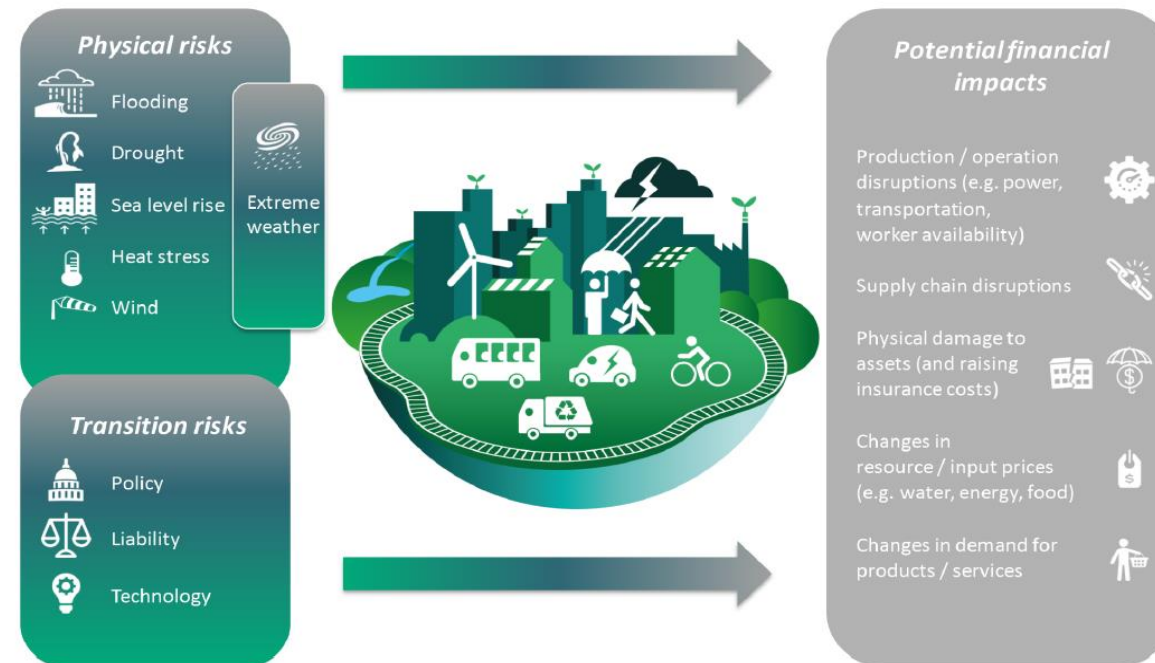 Physical risks
Flooding
Drought
Sea level rise
Heat stress
Wind
Extreme
weather
Transition risks
Policy
Liability
Technology
Potential financial
impacts
Production / operation
disruptions (e.g. power,
transportation,
worker availability)
Supply chain disruptions
Physical damage to
assets (and raising
insurance costs)
$
Changes in
resource / input prices
(e.g. water, energy, food)
$
Changes in demand for
products / services